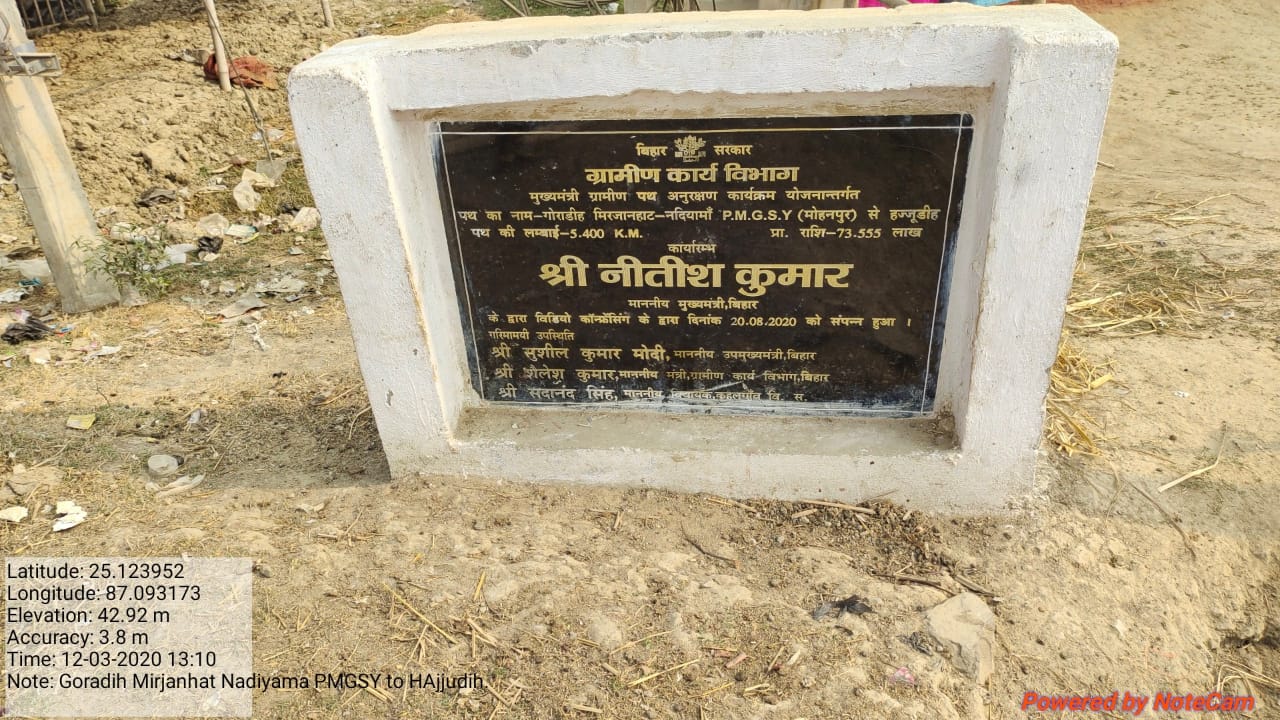 बिहार सरकार
ग्रामीण कार्य विभाग
मुख्यमंत्री ग्रामीण पथ अनुरक्षण कार्यक्रम योजनान्तर्गत
पथ का नाम-गोराडीह मिरजानहाट-नदियामाँ P.M.G.S.Y (मोहनपुर) से हज्जूडीह
पथ की लम्बाई-5.400 K.M. प्रा. राशि-73.555 लाख
कार्यारम्भ
श्री नीतीश कुमार
माननीय मुख्यमंत्री,बिहार
के द्वारा विडियो कॉन्फ्रेंसिंग के द्वारा दिनांक 20.08.2020 को संपन्न हुआ ।
गरिमामयी उपस्थिति
श्री सुशील कुमार मोदी, माननीय उपमुख्यमंत्री,बिहार
श्री शैलेश कुमार,माननीय मंत्री,ग्रामीण कार्य विभाग,बिहार
श्री सदानंद सिंह, माननीय विधायक,कहलगाँव वि. स.
Latitude: 25.123952
Longitude: 87.093173
Elevation: 42.92 m
Accuracy: 3.8 m
Time: 12-03-2020 13:10
Note: Goradih Mirjanhat Nadiyama PMGSY to HAjjudih.
Powered by NoteCam